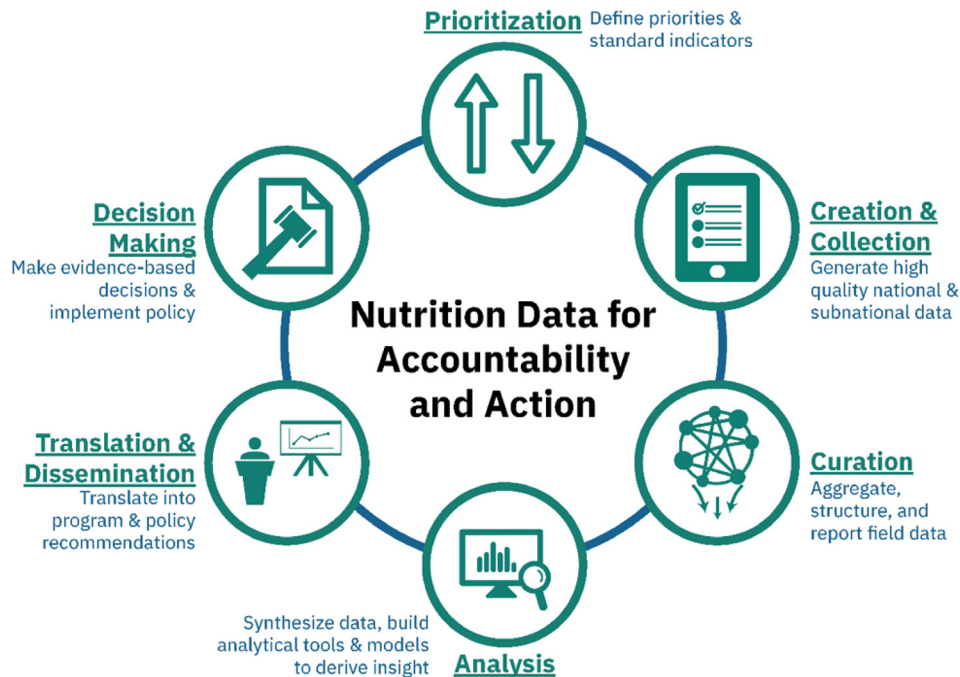 Prioritization
Define priorities &
standard indicators
Creation &
Collection
Generate high
quality national &
subnational data
Curation
Aggregate,
structure, and
report field data
Analysis
Synthesize data, build
analytical tools & models
to derive insight
Translation &
Dissemination
Translate into
program & policy
recommendations
Decision
Making
Make evidence-based
decisions &
implement policy
Nutrition Data for
Accountability
and Action